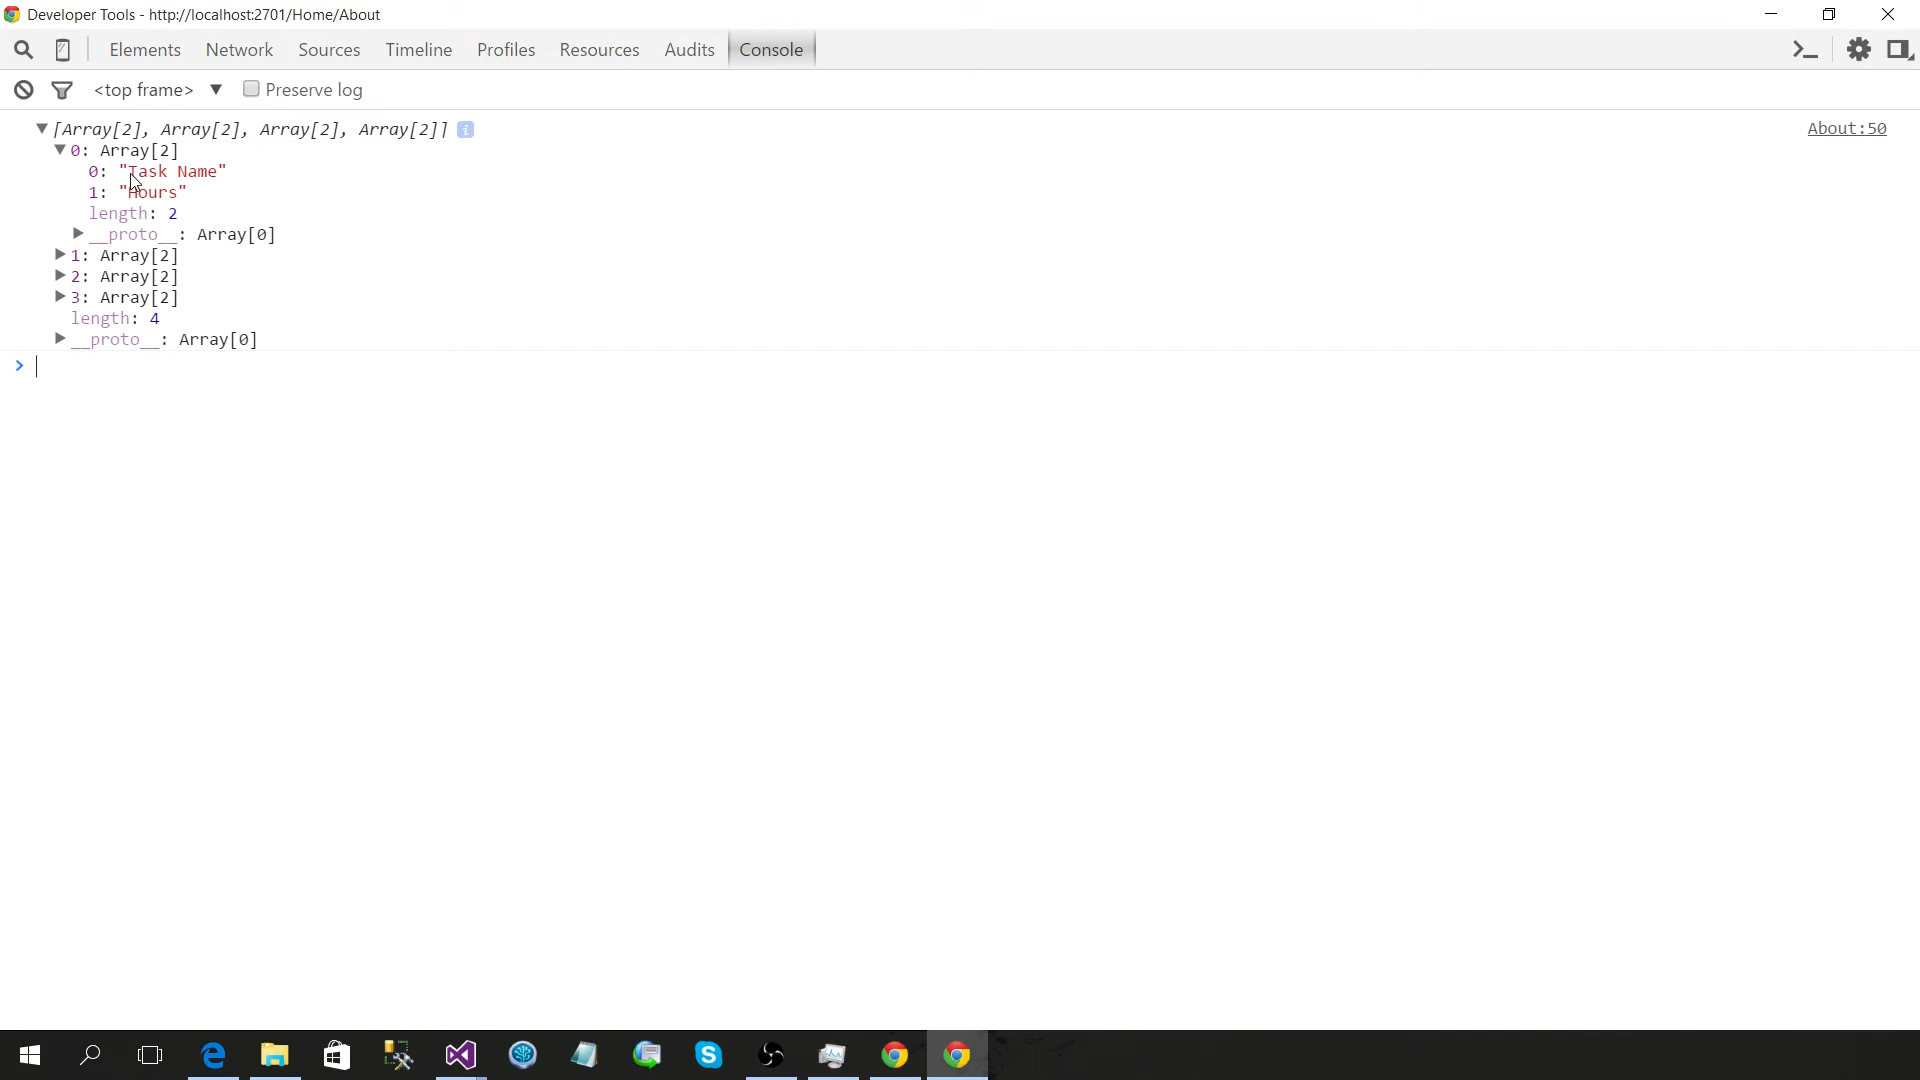 Developer Tools - http://localhost:2701/Home/About
Elements Network Sources Timeline Profiles Resources Audits Console
<top frame> ▼ Preserve log
▼ [Array[2], Array[2], Array[2], Array[2]] i About:50
▼ 0: Array[2]
0: "Task Name"
1: "Hours"
length: 2
▶ __proto__: Array[0]
▶ 1: Array[2]
▶ 2: Array[2]
▶ 3: Array[2]
length: 4
▶ __proto__: Array[0]
>